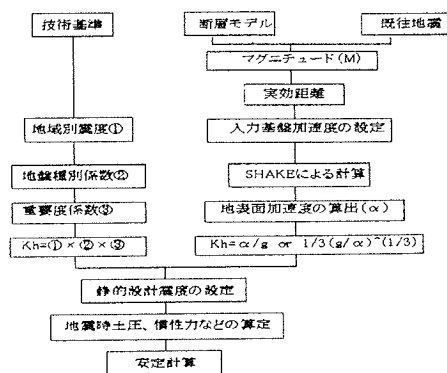 技術基準
断層モデル
既往地震
マグニチュード(M)
実効距離
地域別震度①
入力基盤加速度の設定
地盤種別係数②
SHAKEによる計算
重要度係数③
地表面加速度の算出(α)
Kh=①×②×③
Kh=α/g or 1/3(g/α)^(1/3)
静的設計震度の設定
地震時土圧、慣性力などの算定
安定計算